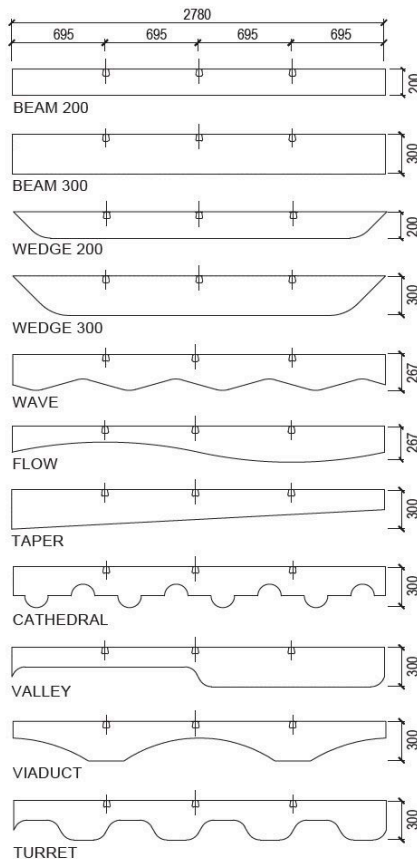 2780
695 695 695 695
200
BEAM 200
300
BEAM 300
200
WEDGE 200
300
WEDGE 300
267
WAVE
267
FLOW
300
TAPER
300
CATHEDRAL
300
VALLEY
300
VIADUCT
300
TURRET